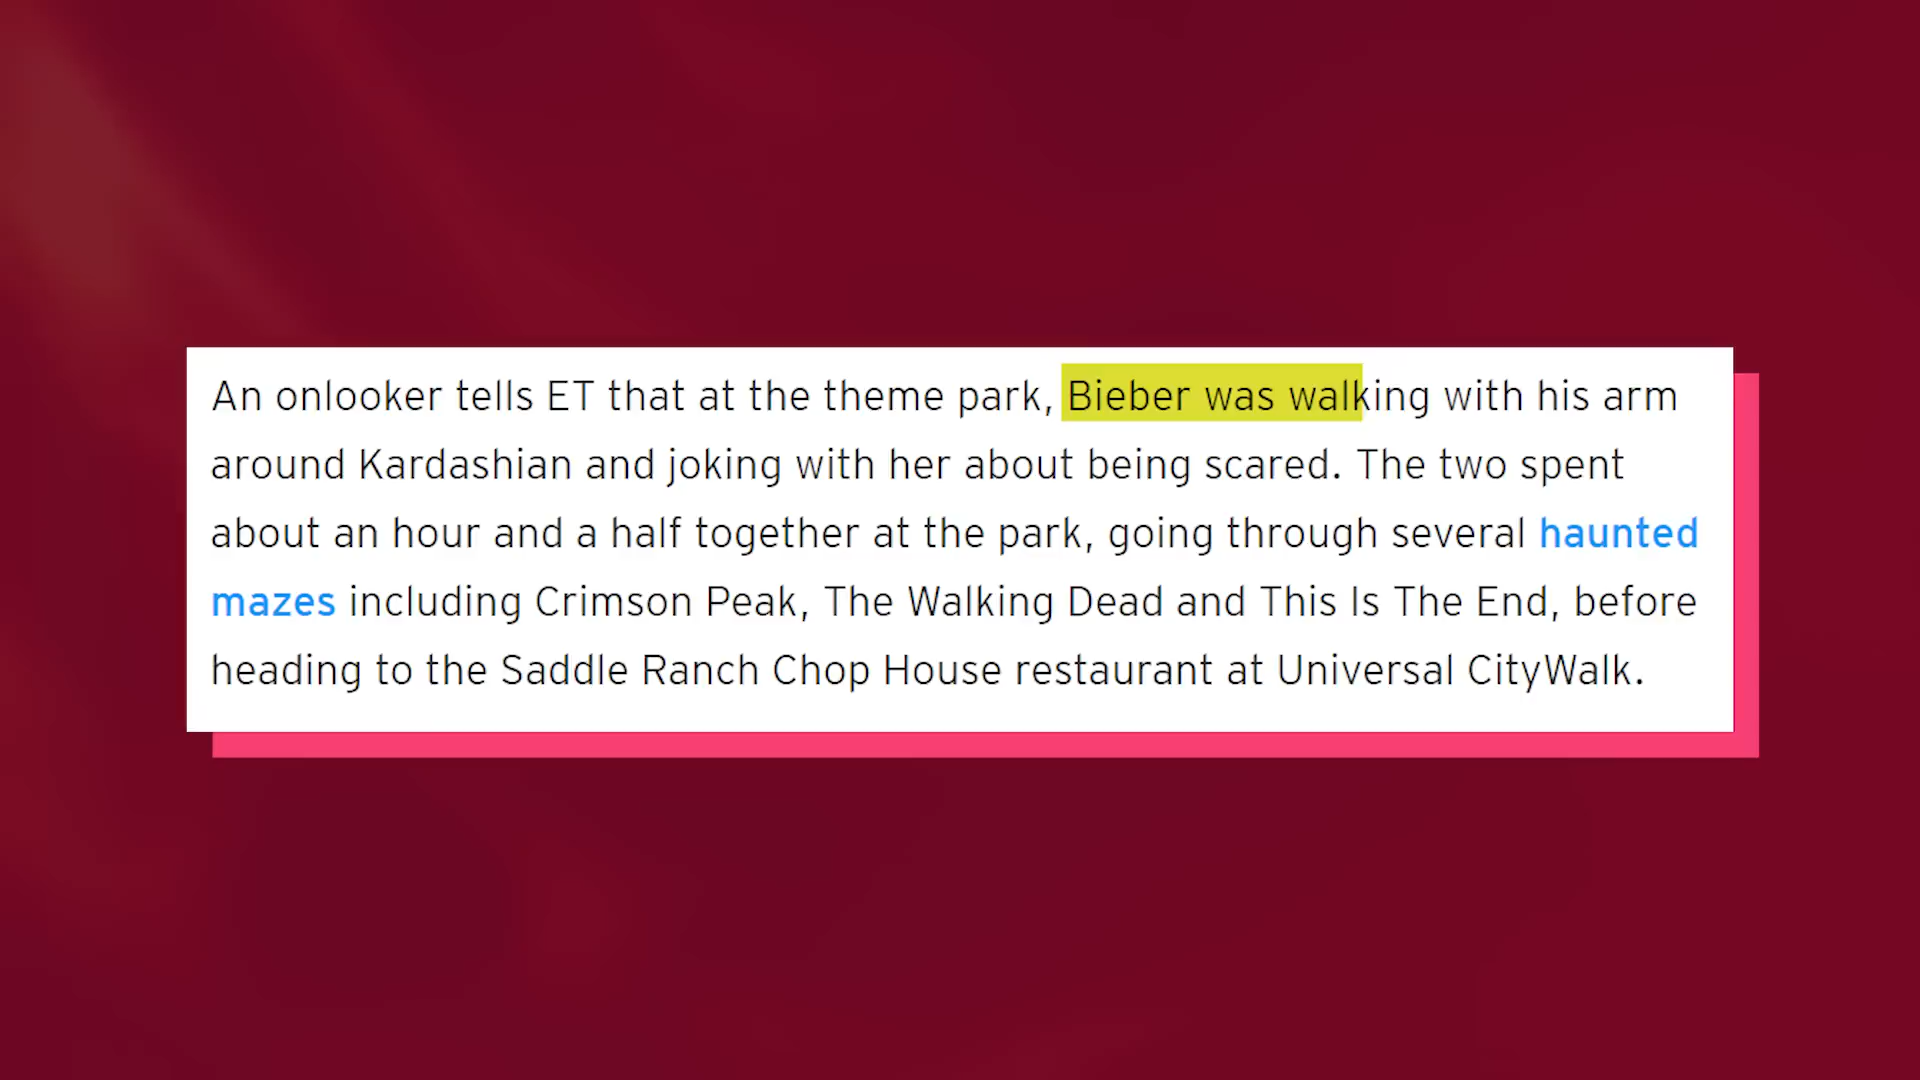 An onlooker tells ET that at the theme park, Bieber was walking with his arm
around Kardashian and joking with her about being scared. The two spent
about an hour and a half together at the park, going through several haunted
mazes including Crimson Peak, The Walking Dead and This Is The End, before
heading to the Saddle Ranch Chop House restaurant at Universal CityWalk.